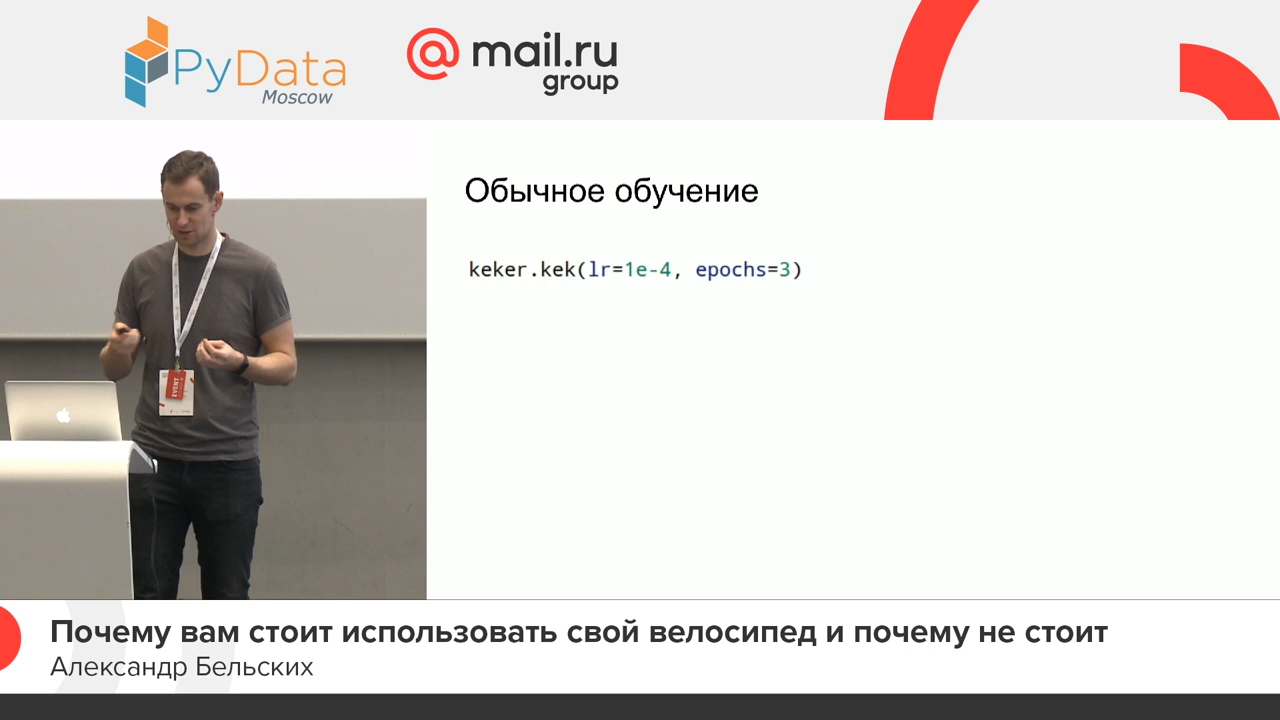 PyData
Moscow
@mail.ru
group
Обычное обучение
keker.kek(lr=1e-4, epochs=3)
EVENT
Почему вам стоит использовать свой велосипед и почему не стоит
Александр Бельских